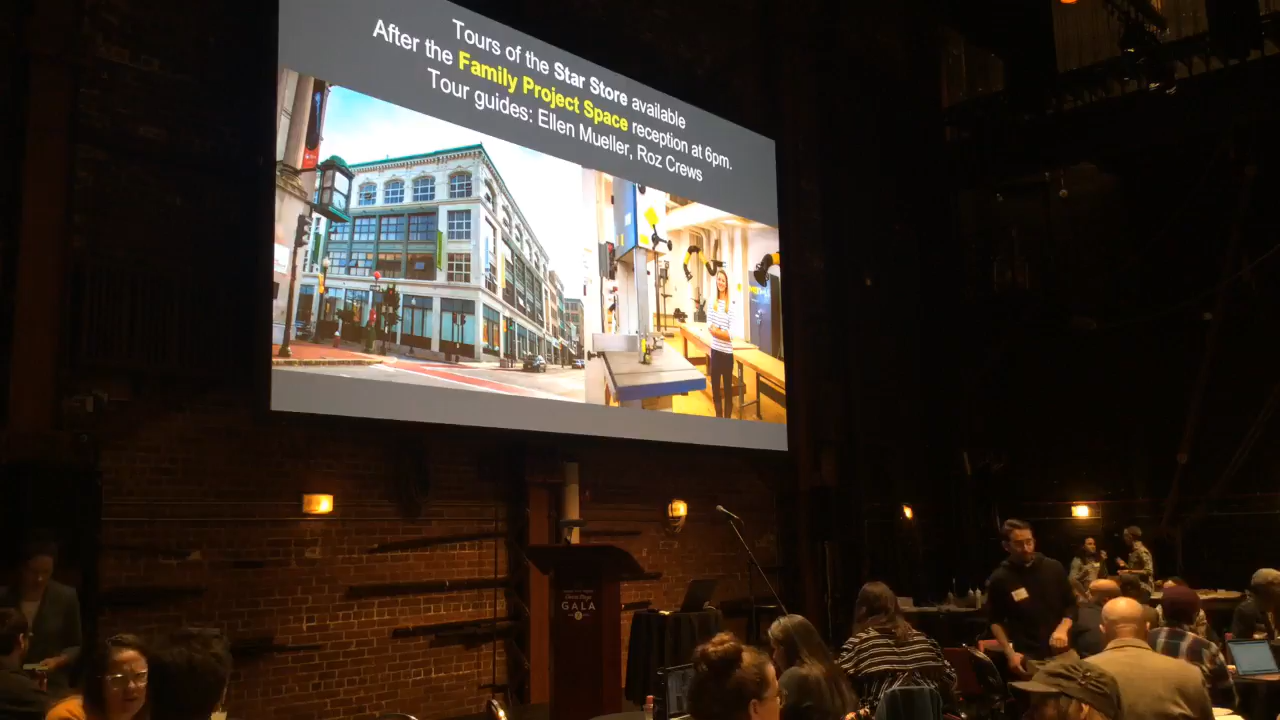 Tours of the Star Store available
After the Family Project Space reception at 6pm.
Tour guides: Ellen Mueller, Roz Crews
GALA